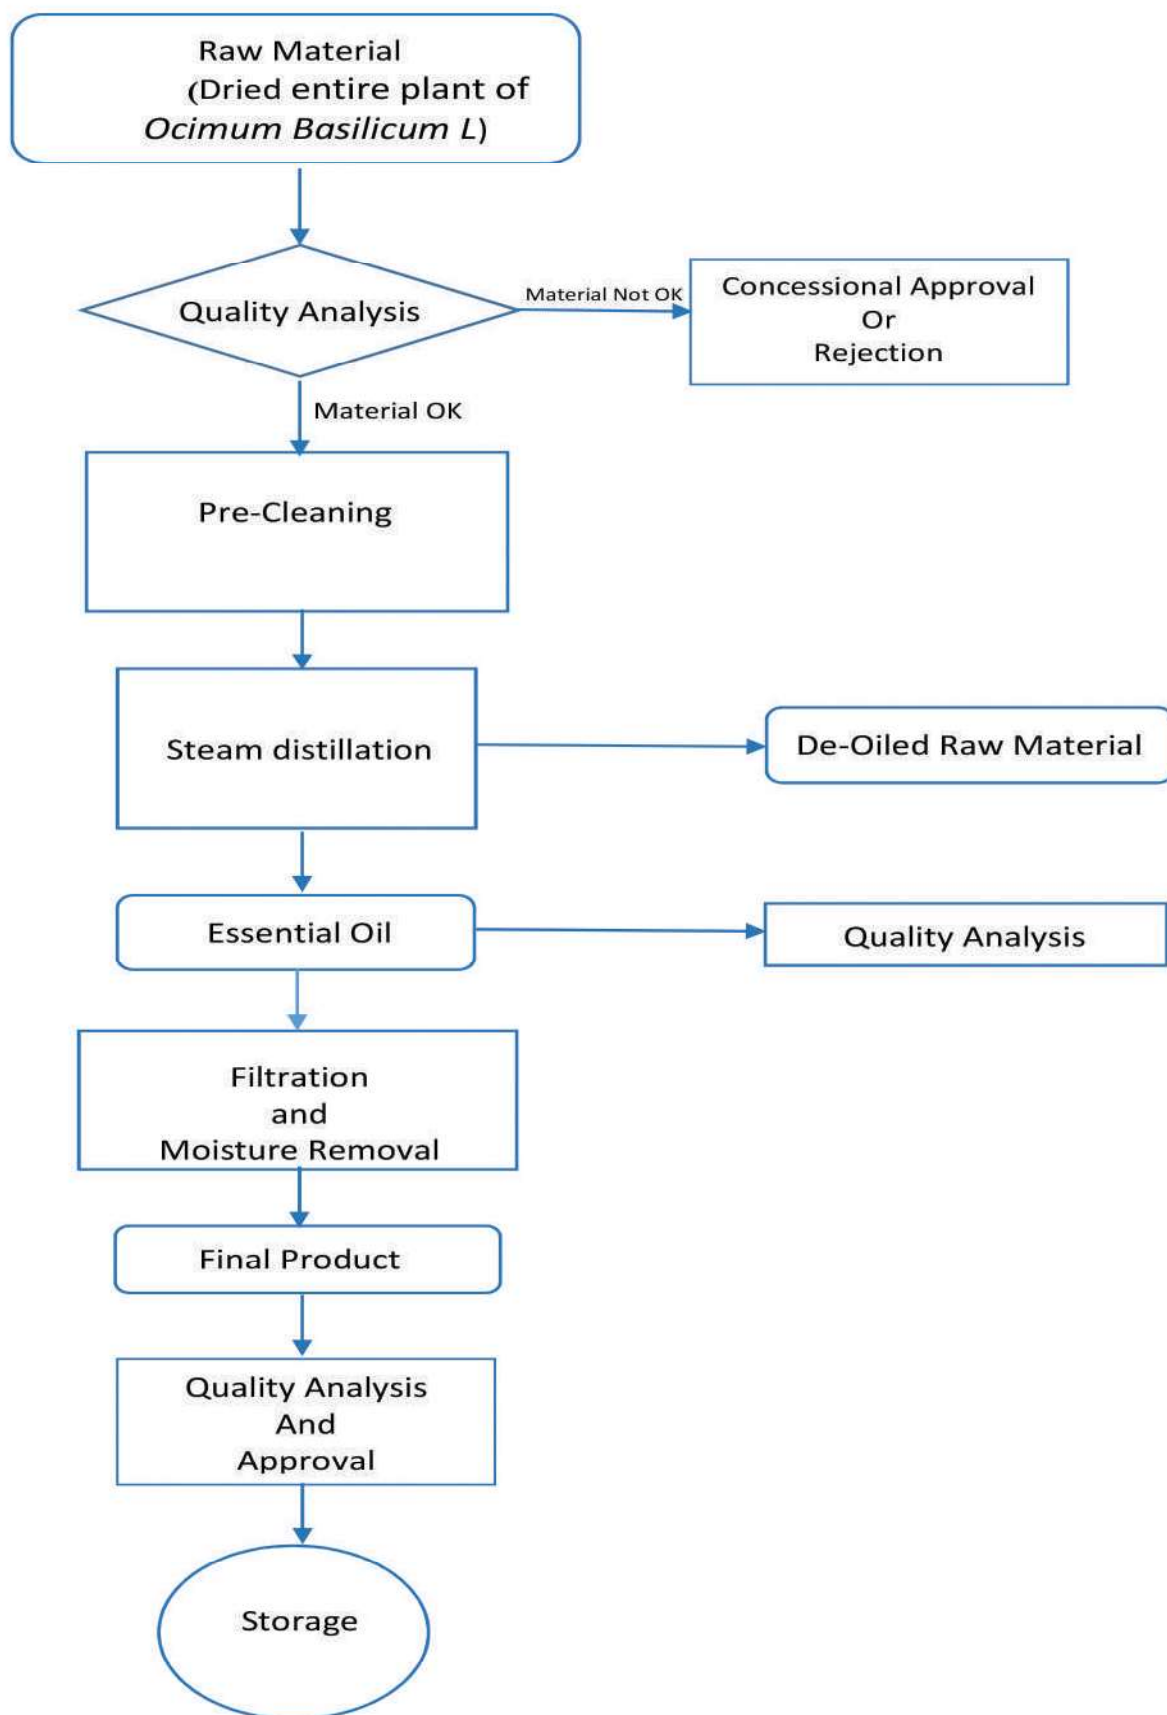 Raw Material
(Dried entire plant of
Ocimum Basilicum L)
Quality Analysis
Material Not OK
Concessional Approval
Or
Rejection
Material OK
Pre-Cleaning
Steam distillation
De-Oiled Raw Material
Essential Oil
Quality Analysis
Filtration
and
Moisture Removal
Final Product
Quality Analysis
And
Approval
Storage